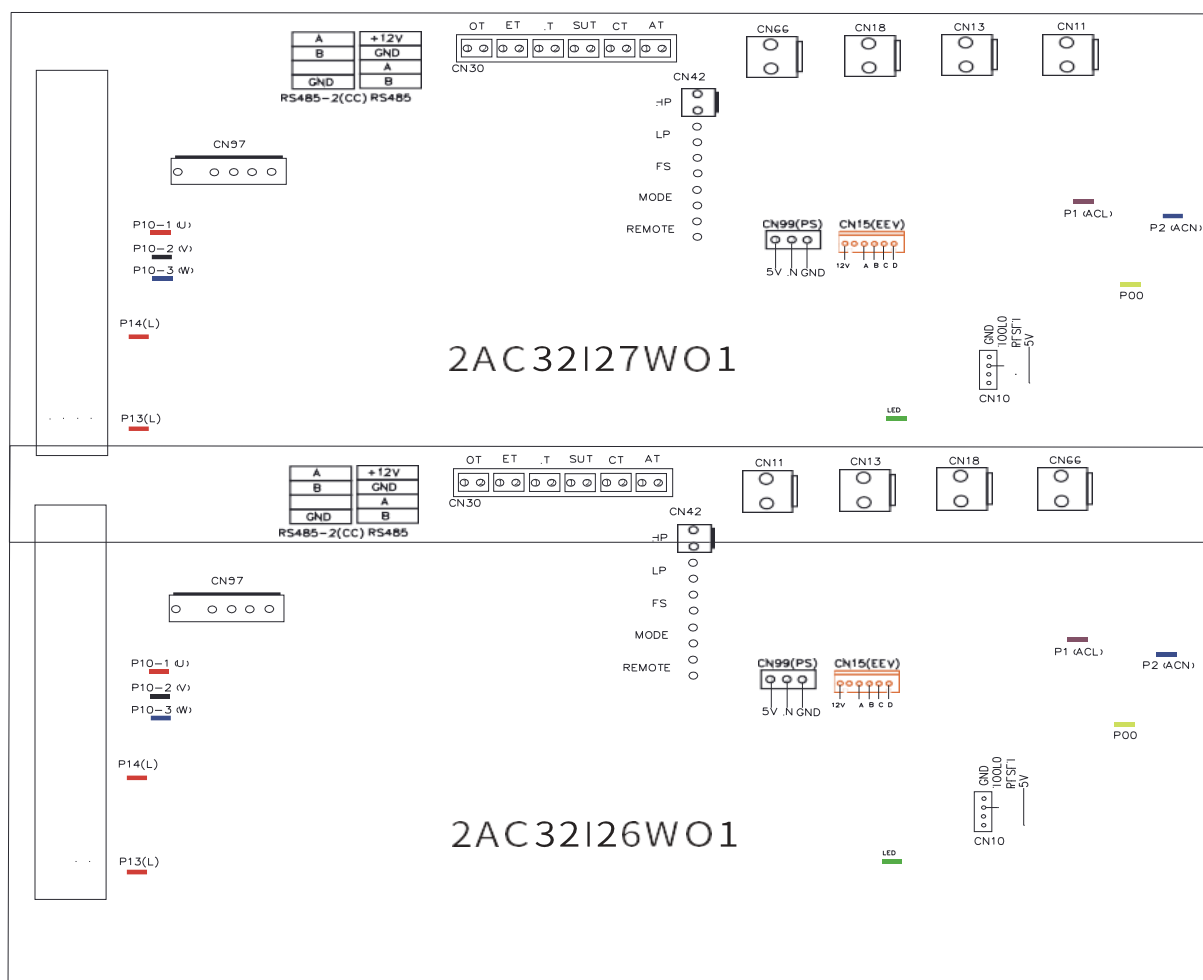 OT ET .T SUT CT AT
CN30
A +12V
B GND
A
GND B
RS485-2(CC) RS485
CN66 CN18 CN13 CN11
CN42
HP
LP
FS
MODE
REMOTE
CN97
P10-1 (U)
P10-2 (V)
P10-3 (W)
P14(L)
P13(L)
CN99(PS) CN15(EEV)
5V .N GND
12V A B C D
P1 (ACL)
P2 (ACN)
P00
GND
TOOL0
RESET
5V
CN10
LED
2AC32I27WO1
OT ET .T SUT CT AT
CN30
A +12V
B GND
A
GND B
RS485-2(CC) RS485
CN11 CN13 CN18 CN66
CN42
HP
LP
FS
MODE
REMOTE
CN97
P10-1 (U)
P10-2 (V)
P10-3 (W)
P14(L)
P13(L)
CN99(PS) CN15(EEV)
5V .N GND
12V A B C D
P1 (ACL)
P2 (ACN)
P00
GND
TOOL0
RESET
5V
CN10
LED
2AC32I26WO1